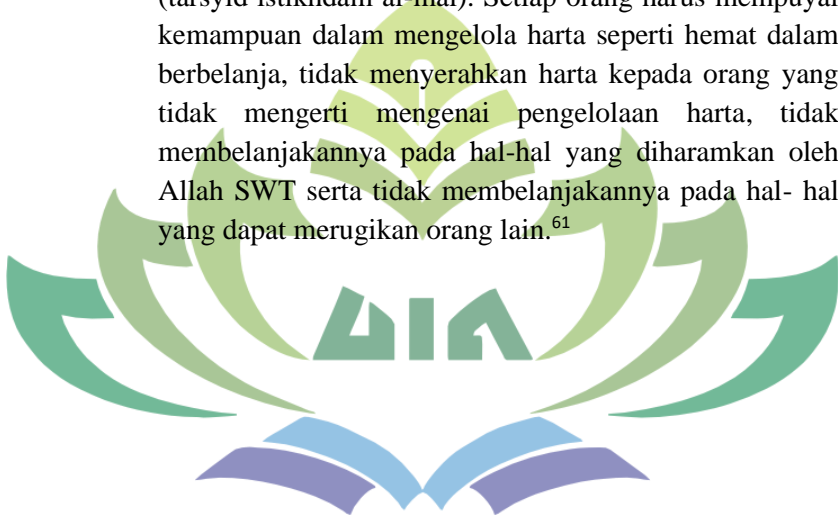 (tarsyid istikhdam al-mal). Setiap orang harus mempuyai
kemampuan dalam mengelola harta seperti hemat dalam
berbelanja, tidak menyerahkan harta kepada orang yang
tidak mengerti mengenai pengelolaan harta, tidak
membelanjakannya pada hal-hal yang diharamkan oleh
Allah SWT serta tidak membelanjakannya pada hal- hal
yang dapat merugikan orang lain.61
UIN